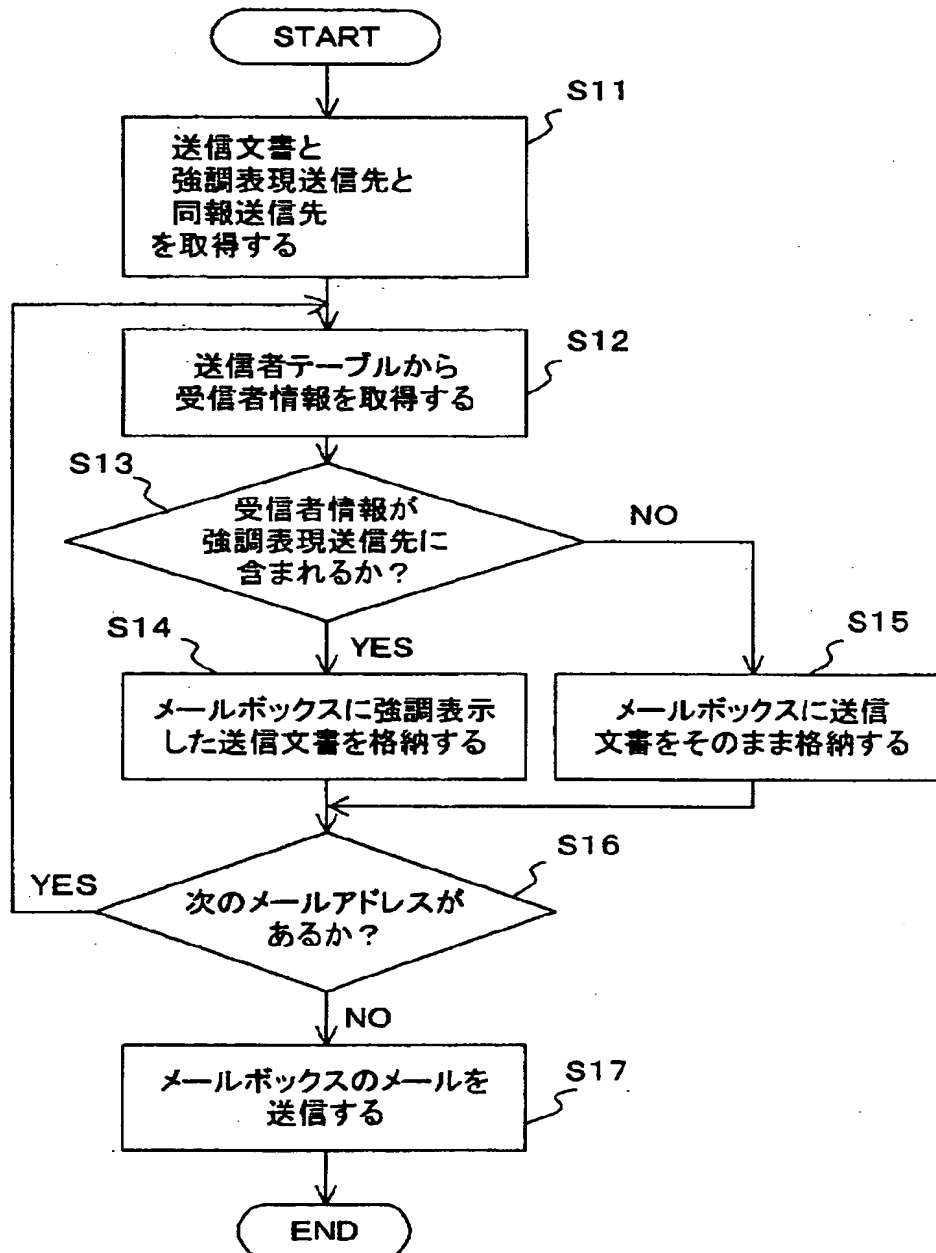 START
S11
送信文書と
強調表現送信先と
同報送信先
を取得する
S12
送信者テーブルから
受信者情報を取得する
S13
受信者情報が
強調表現送信先に
含まれるか?
NO
YES
S14
メールボックスに強調表示
した送信文書を格納する
S15
メールボックスに送信
文書をそのまま格納する
S16
YES
次のメールアドレスが
あるか?
NO
S17
メールボックスのメールを
送信する
END